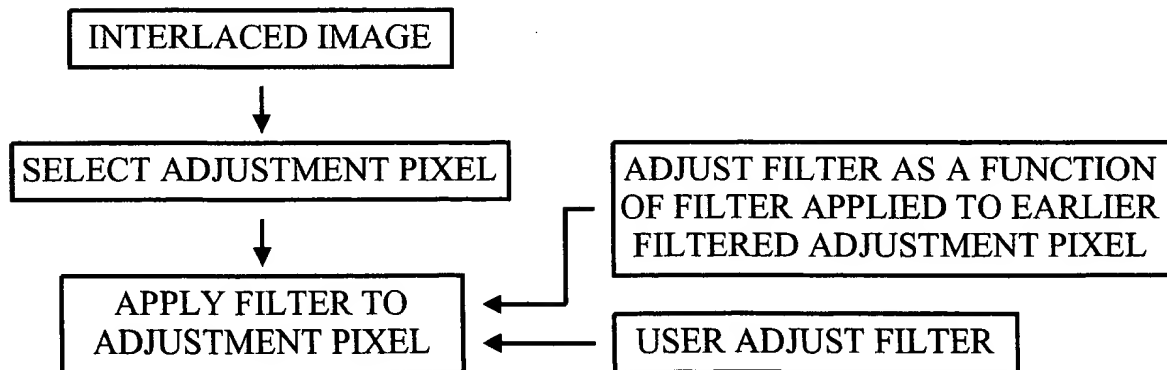 INTERLACED IMAGE
SELECT ADJUSTMENT PIXEL
ADJUST FILTER AS A FUNCTION
OF FILTER APPLIED TO EARLIER
FILTERED ADJUSTMENT PIXEL
APPLY FILTER TO
ADJUSTMENT PIXEL
USER ADJUST FILTER